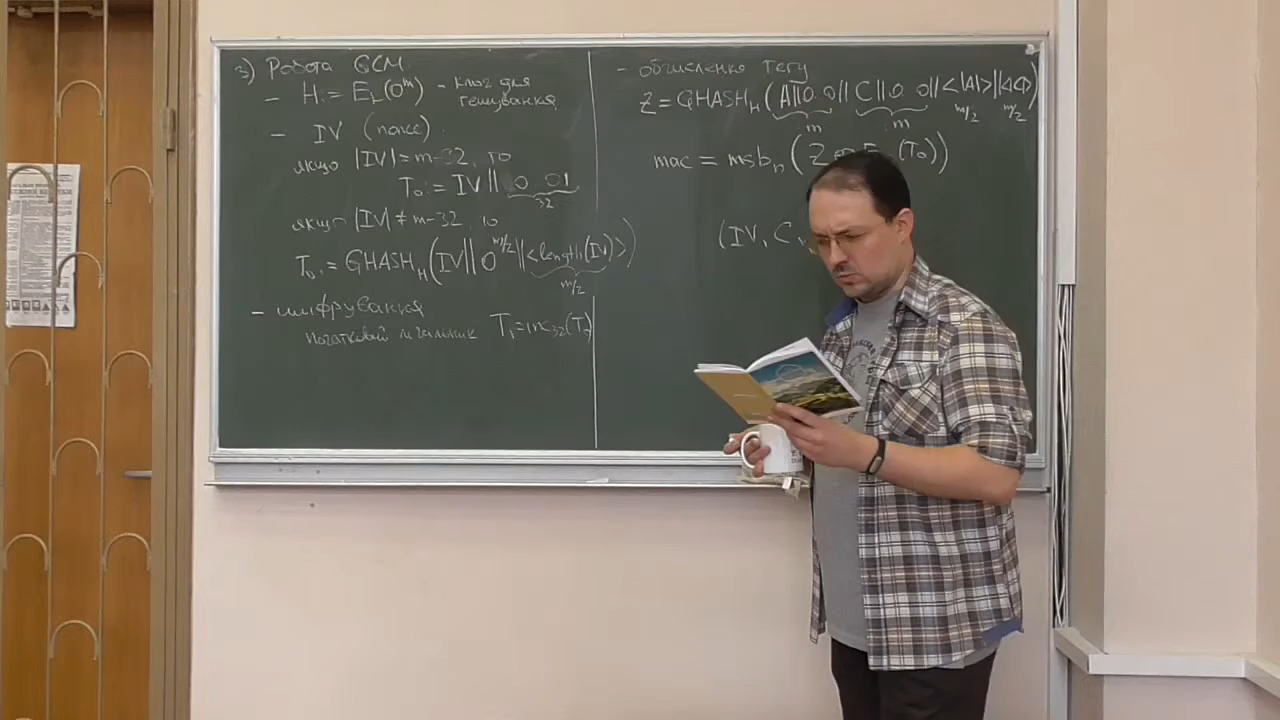 3) Робота GCM
- H := E_k(0^m) - ключ для
гешування
- IV (nonce)
якщо |IV| = m-32, то
T₀ := IV || 0..01
32
якщо |IV| ≠ m-32, то
T₀ := GHASH_H(IV || 0^{m/2} || <length(IV)>)
m/2
- шифрування
початковий лічильник T₁ = inc₃₂(T₀)
- обчислення тегу
Z = GHASH_H(A||0..0|| C||0..0||<|A|>||<|C|>)
m m m/2 m/2
mac = msb_n(Z ⊕ E (T₀))
(IV, C,